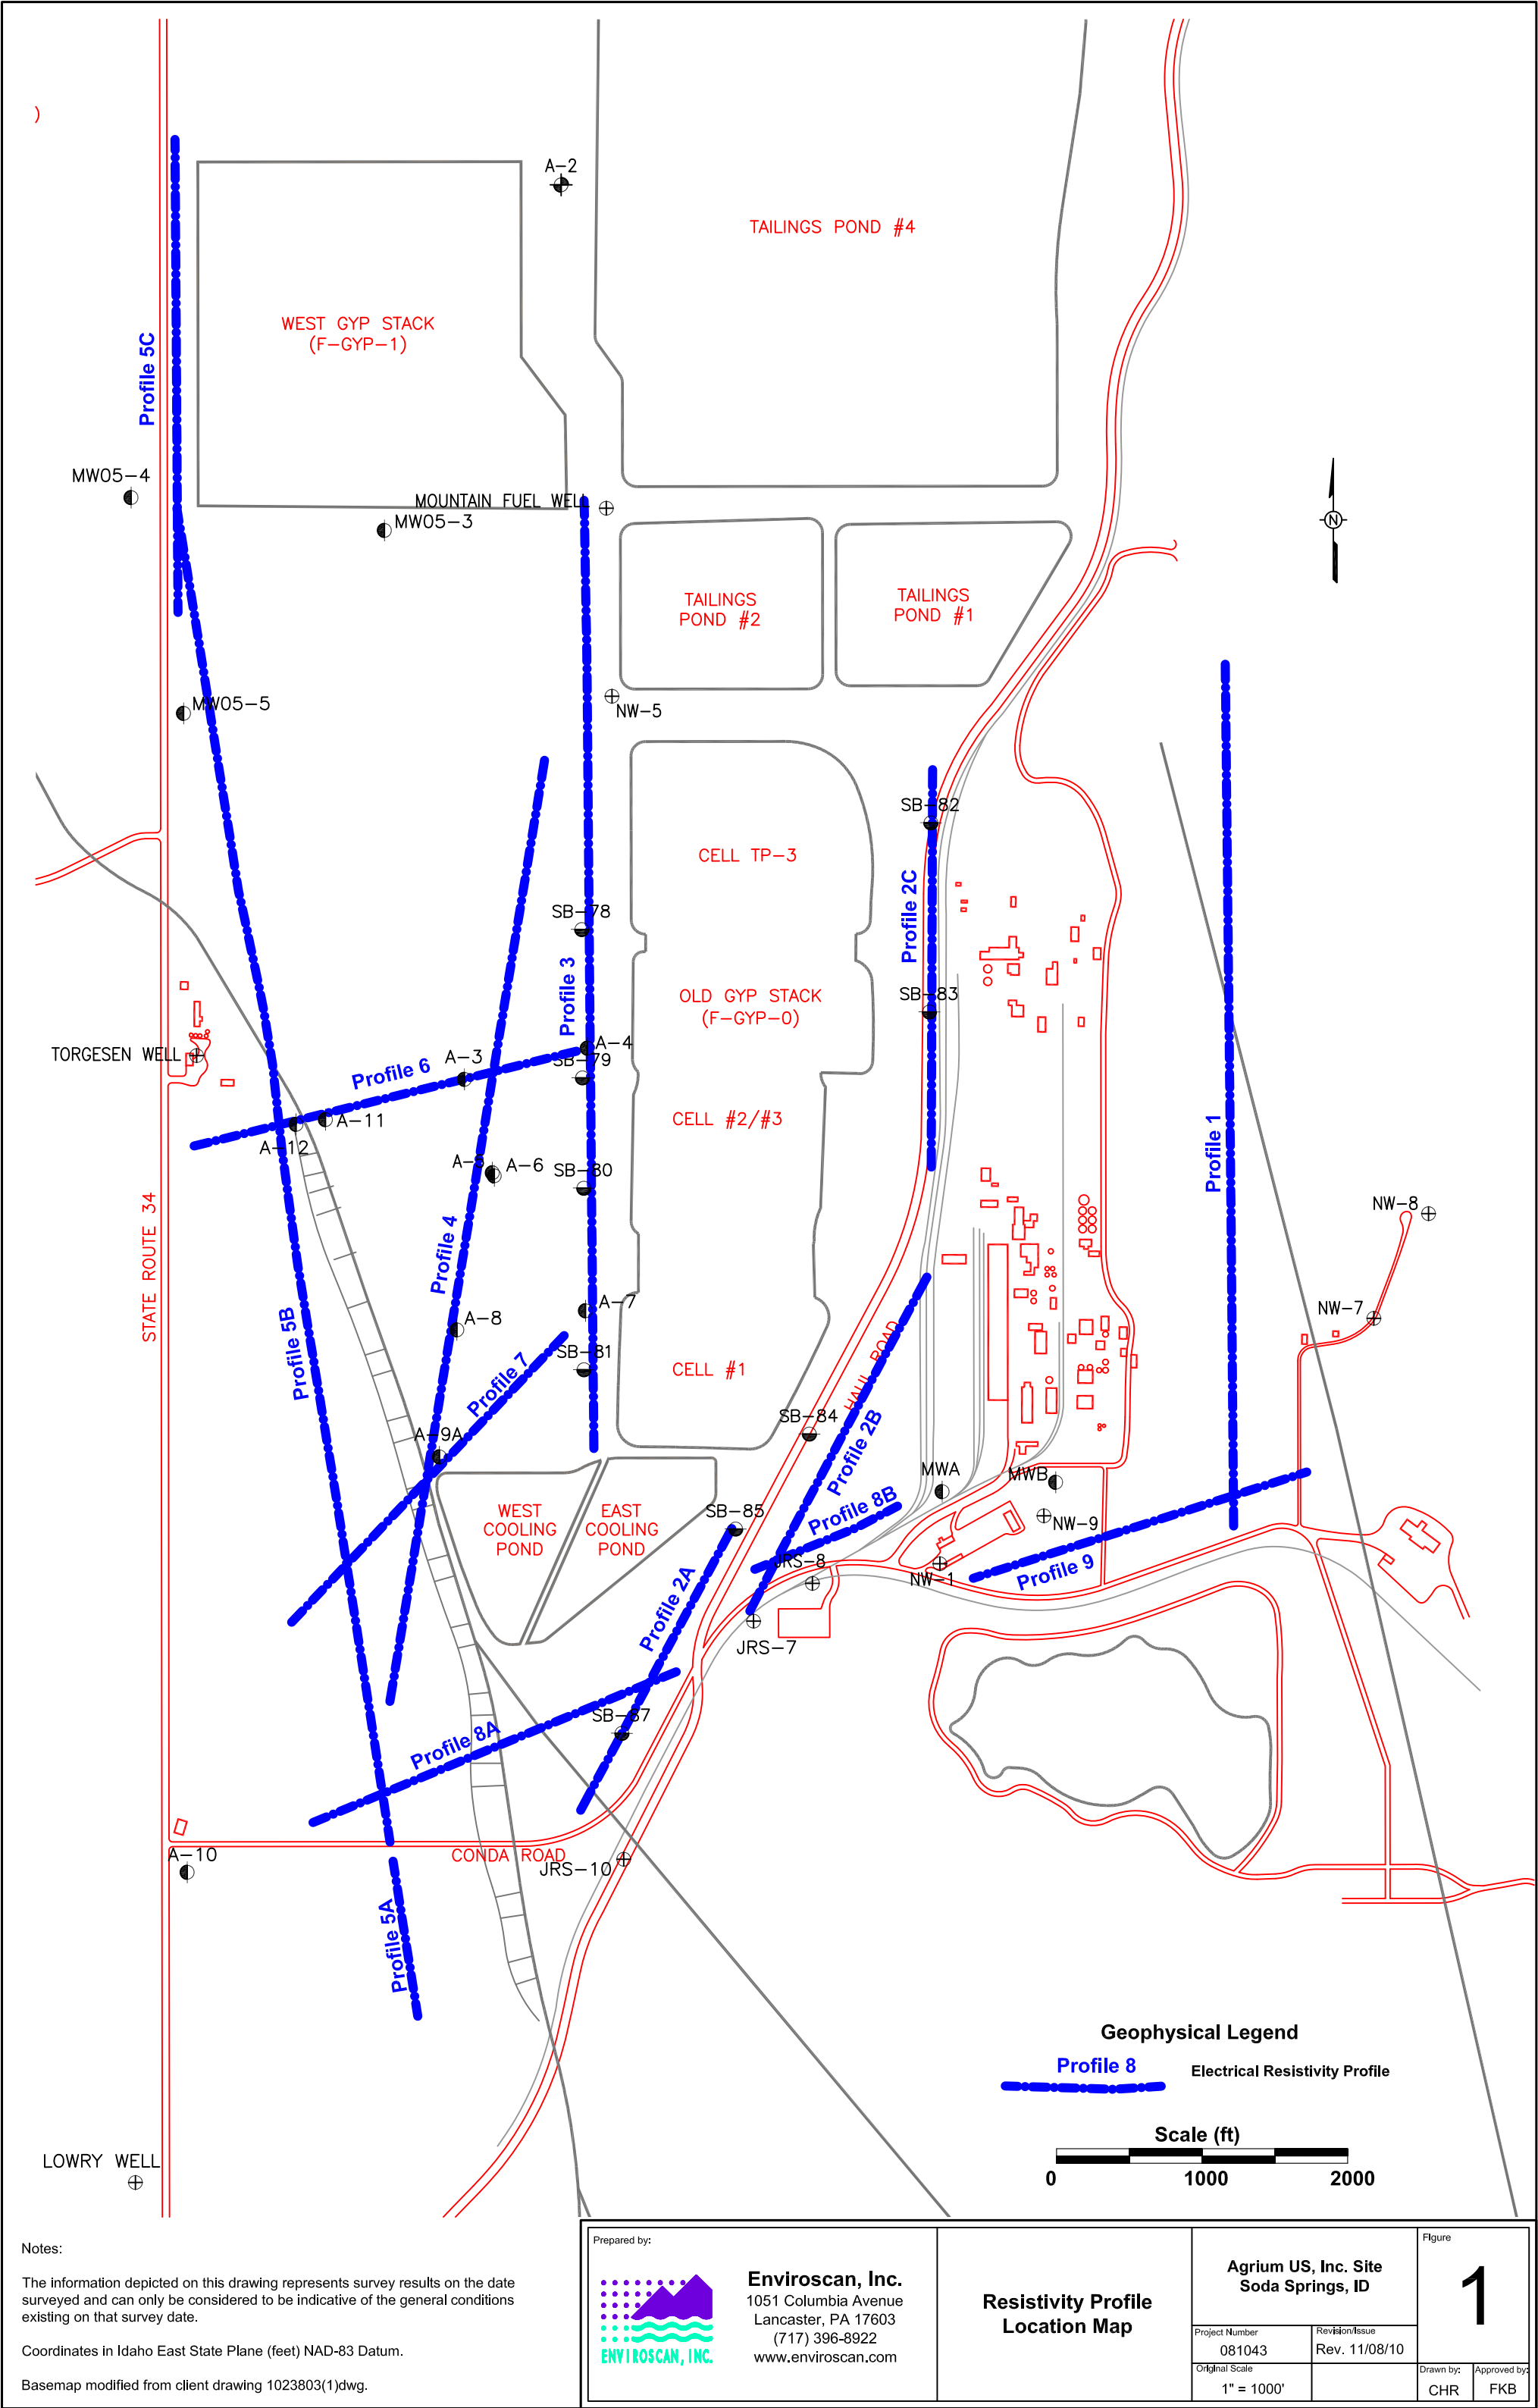 )
A-2
TAILINGS POND #4
WEST GYP STACK
(F-GYP-1)
Profile 5C
MW05-4
MOUNTAIN FUEL WELL
MW05-3
N
TAILINGS
POND #2
TAILINGS
POND #1
MW05-5
NW-5
SB-82
CELL TP-3
Profile 2C
SB-78
Profile 3
SB-83
OLD GYP STACK
(F-GYP-0)
TORGESEN WELL
A-3
A-4
SB-79
Profile 6
CELL #2/#3
A-11
A-12
Profile 1
A-5
A-6
SB-80
STATE ROUTE 34
NW-8
Profile 4
A-7
NW-7
A-8
Profile 5B
HAUL ROAD
SB-81
Profile 7
CELL #1
SB-84
A-9A
Profile 2B
MWA
MWB
WEST
COOLING
POND
EAST
COOLING
POND
SB-85
Profile 8B
NW-9
JRS-8
NW-1
Profile 9
Profile 2A
JRS-7
SB-87
Profile 8A
A-10
CONDA ROAD
JRS-10
Profile 5A
Geophysical Legend
Profile 8
Electrical Resistivity Profile
Scale (ft)
0 1000 2000
LOWRY WELL
Notes:
The information depicted on this drawing represents survey results on the date
surveyed and can only be considered to be indicative of the general conditions
existing on that survey date.
Coordinates in Idaho East State Plane (feet) NAD-83 Datum.
Basemap modified from client drawing 1023803(1)dwg.
Prepared by:
ENVIROSCAN, INC.
Enviroscan, Inc.
1051 Columbia Avenue
Lancaster, PA 17603
(717) 396-8922
www.enviroscan.com
Resistivity Profile
Location Map
Agrium US, Inc. Site
Soda Springs, ID
Project Number
081043
Revision/Issue
Rev. 11/08/10
Original Scale
1" = 1000'
Figure
1
Drawn by:
CHR
Approved by:
FKB